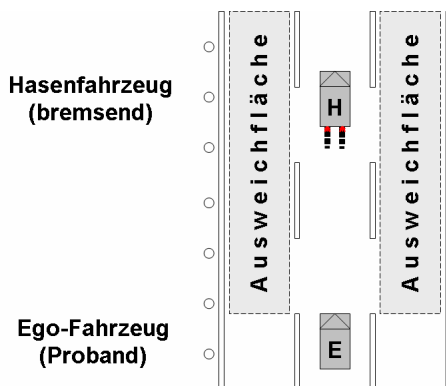 Hasenfahrzeug
(bremsend)
Ausweichfläche
H
Ausweichfläche
Ego-Fahrzeug
(Proband)
E